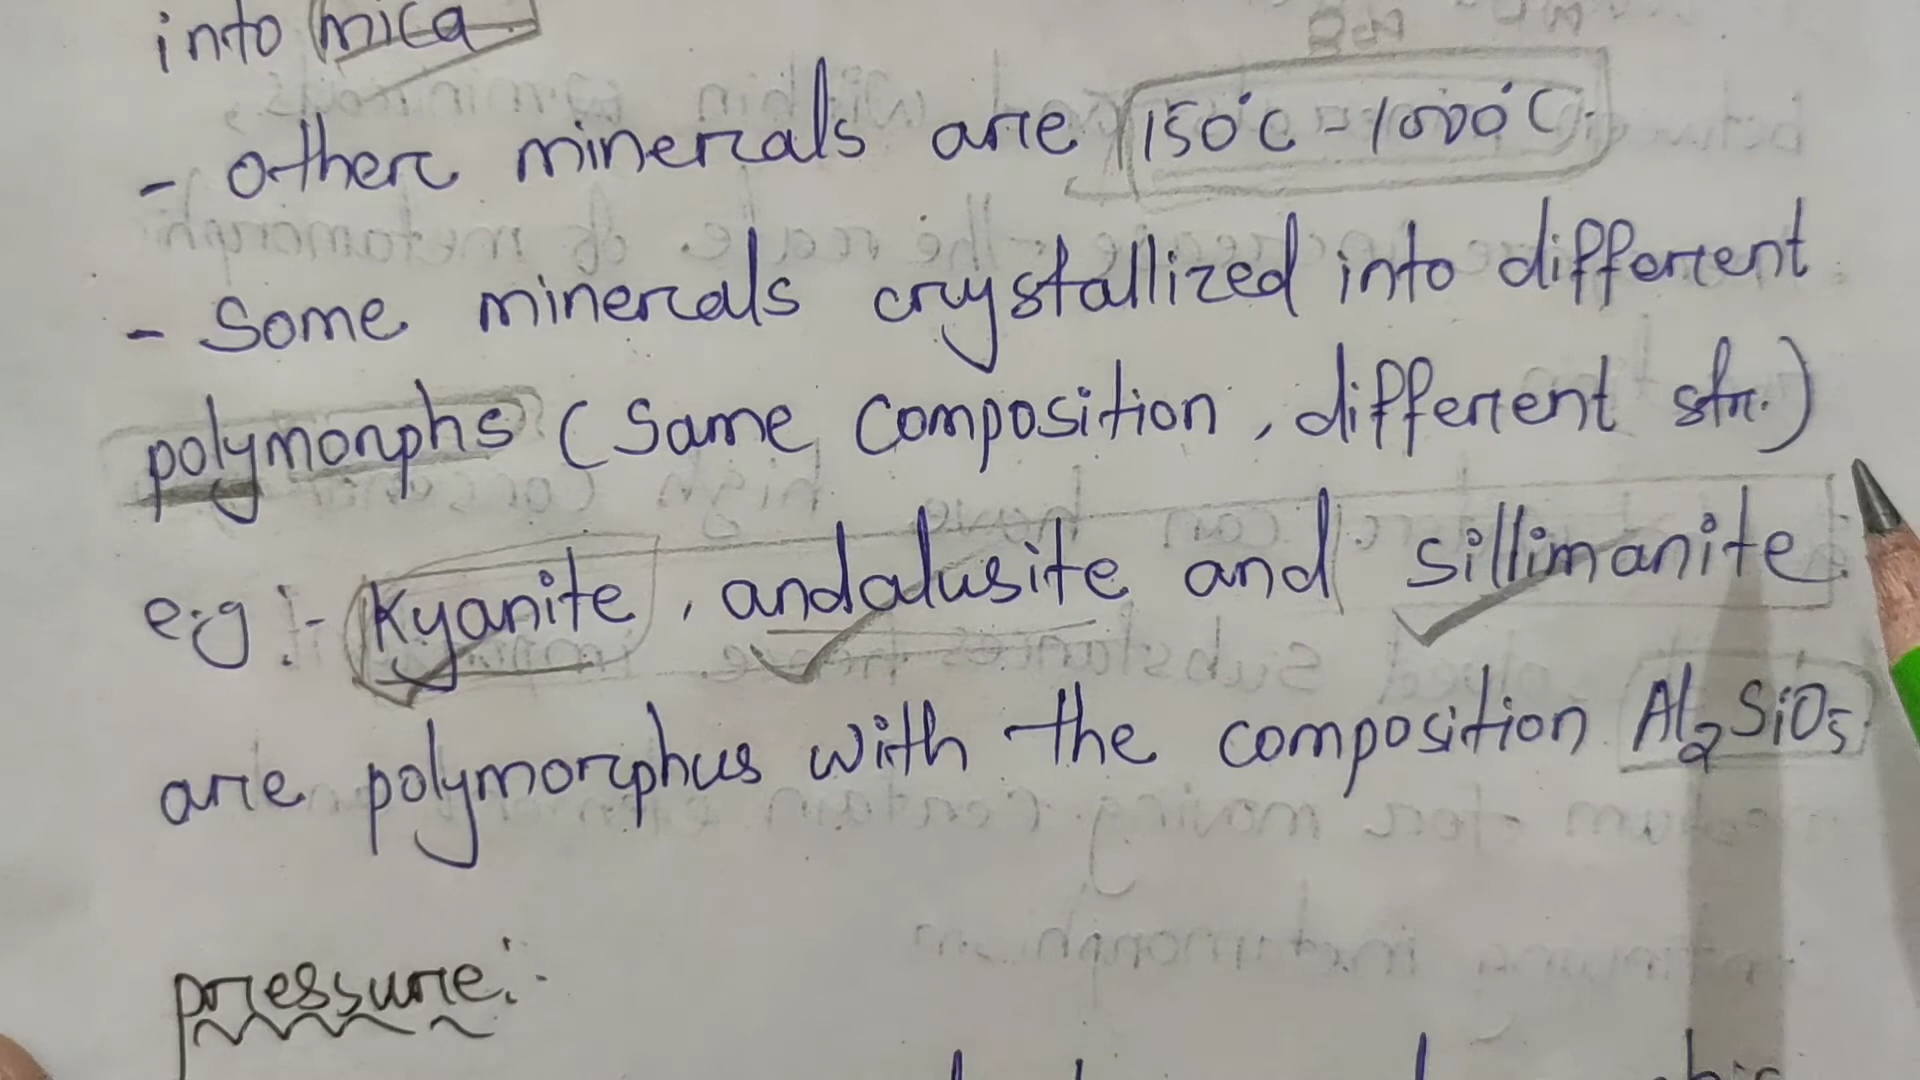 into mica
- other minerals are 150°C - 1000°C.
- Some minerals crystallized into different
polymorphs (Same Composition, different str.)
e.g :- Kyanite, andalusite and sillimanite.
are polymorphus with the composition Al₂SiO₅
pressure:-